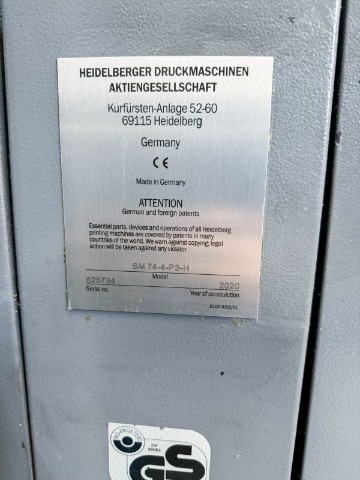 HEIDELBERGER DRUCKMASCHINEN
AKTIENGESELLSCHAFT
Kurfürsten-Anlage 52-60
69115 Heidelberg
Germany
CE
Made in Germany
ATTENTION
German and foreign patents
Essential parts, devices and operations of all Heidelberg
printing machines are covered by patents in many
countries of the world. We warn against copying; legal
action will be taken against any violator.
SM 74-4-P3-H
Model
625734 2020
Serial no. Year of constuction
GS